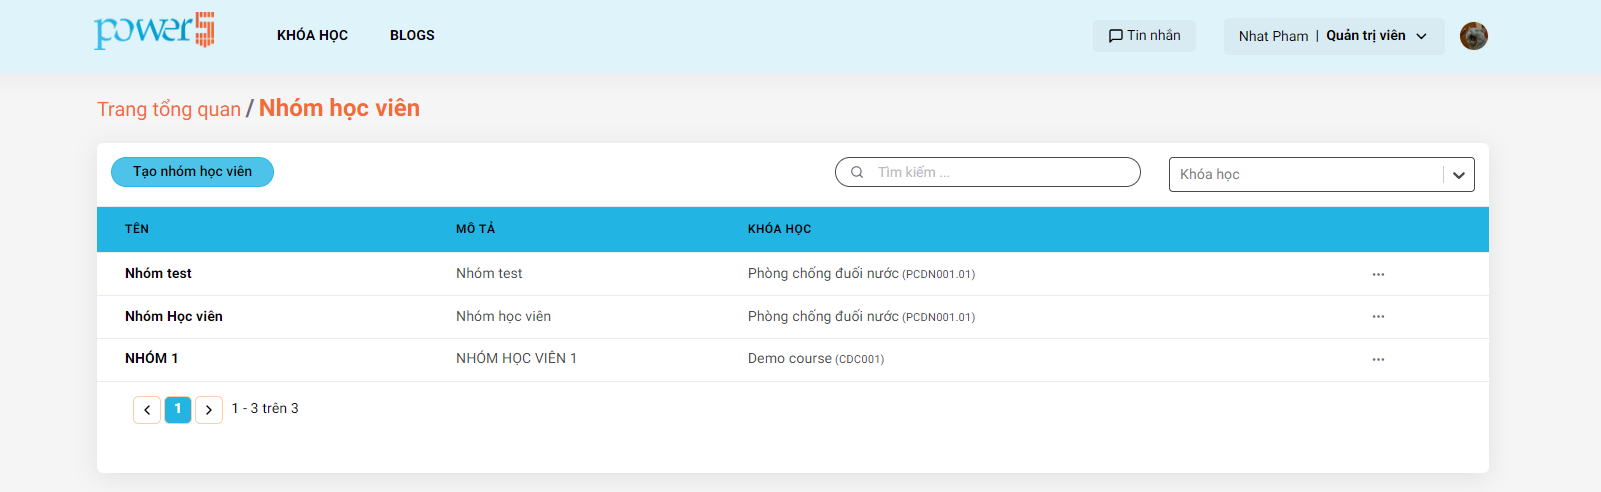 power5 KHÓA HỌC BLOGS Tin nhắn Nhat Pham | Quản trị viên
Trang tổng quan / Nhóm học viên
Tạo nhóm học viên Tìm kiếm ... Khóa học
TÊN MÔ TẢ KHÓA HỌC
Nhóm test Nhóm test Phòng chống đuối nước (PCDN001.01) ...
Nhóm Học viên Nhóm học viên Phòng chống đuối nước (PCDN001.01) ...
NHÓM 1 NHÓM HỌC VIÊN 1 Demo course (CDC001) ...
1 1 - 3 trên 3